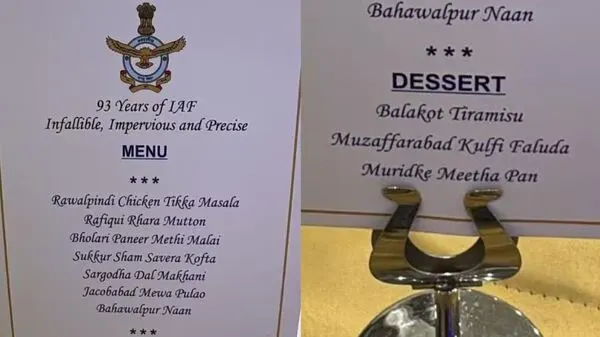 93 Years of IAF
Infallible, Impervious and Precise
MENU
***
Rawalpindi Chicken Tikka Masala
Rafiqui Rhara Mutton
Bholari Paneer Methi Malai
Sukkur Sham Savera Kofta
Sargodha Dal Makhani
Jacobabad Mewa Pulao
Bahawalpur Naan
***
Bahawalpur Naan
***
DESSERT
Balakot Tiramisu
Muzaffarabad Kulfi Faluda
Muridke Meetha Pan